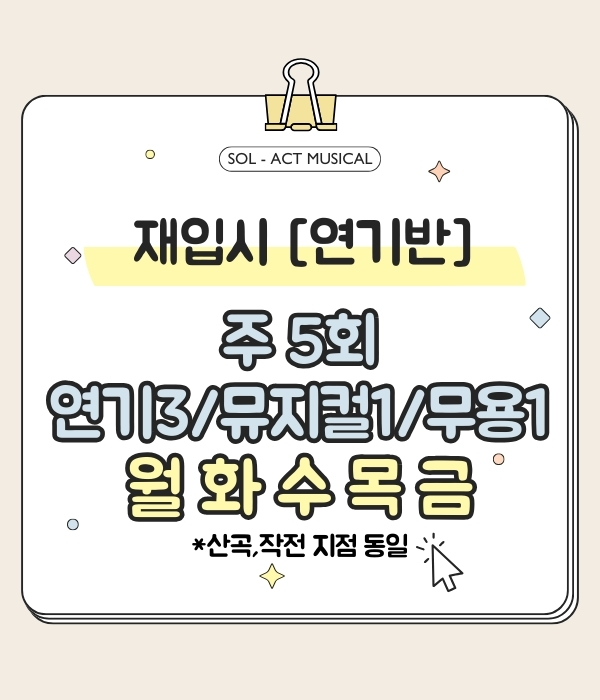 SOL - ACT MUSICAL
재입시 [연기반]
주 5회
연기3/뮤지컬1/무용1
월 화 수 목 금
*산곡,작전 지점 동일